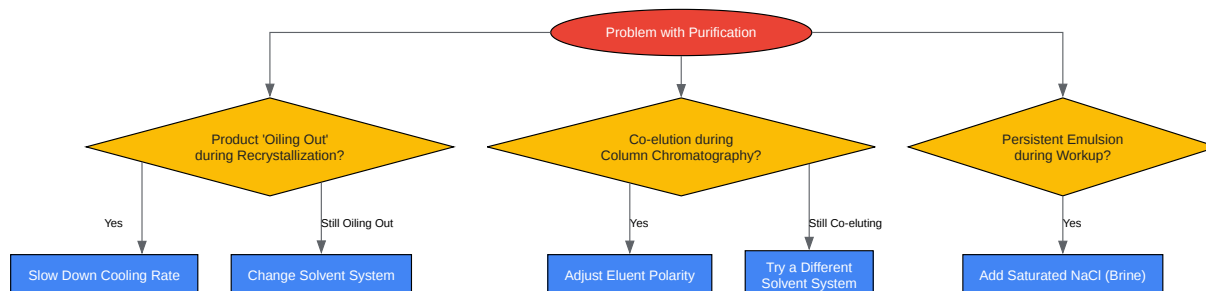 Problem with Purification
Product 'Oiling Out'
during Recrystallization?
Co-elution during
Column Chromatography?
Persistent Emulsion
during Workup?
Yes
Still Oiling Out
Yes
Still Co-eluting
Yes
Slow Down Cooling Rate
Change Solvent System
Adjust Eluent Polarity
Try a Different
Solvent System
Add Saturated NaCl (Brine)